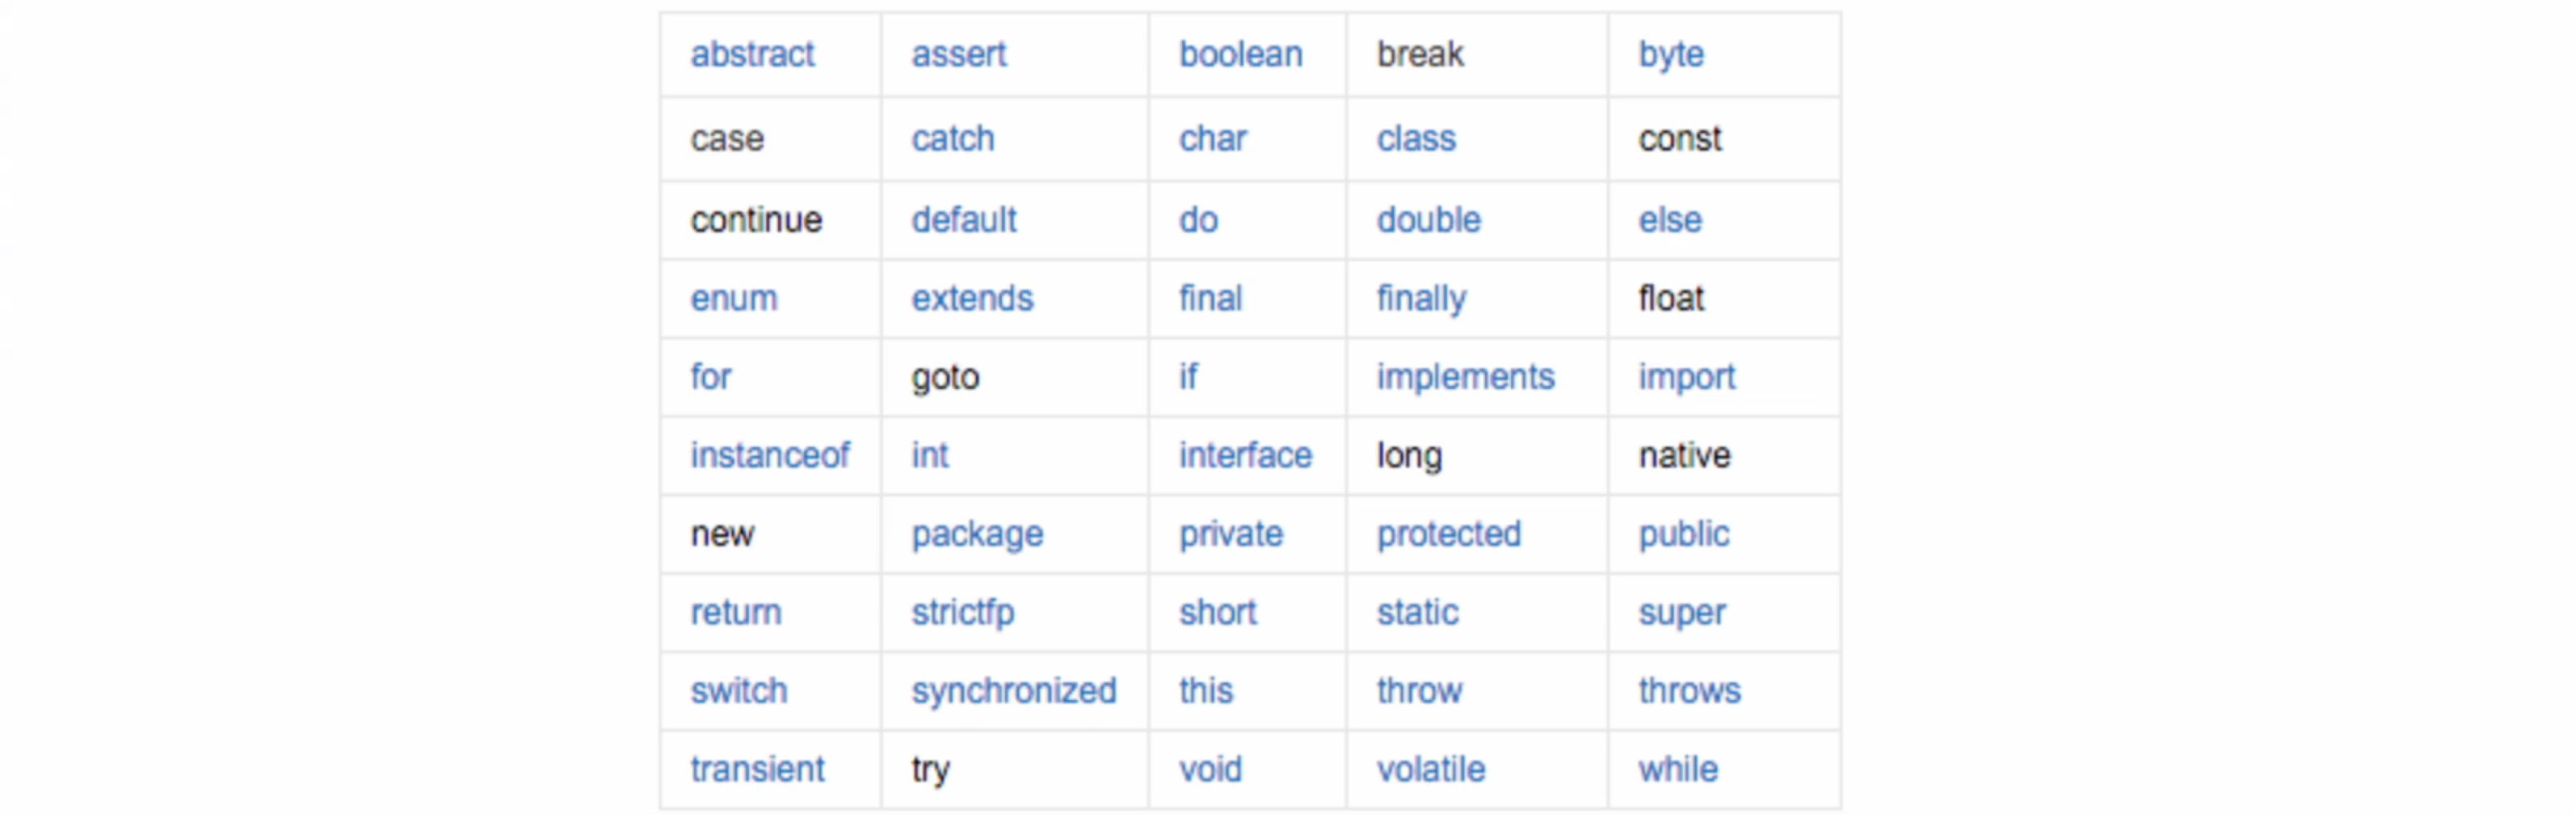 abstract assert boolean break byte
case catch char class const
continue default do double else
enum extends final finally float
for goto if implements import
instanceof int interface long native
new package private protected public
return strictfp short static super
switch synchronized this throw throws
transient try void volatile while